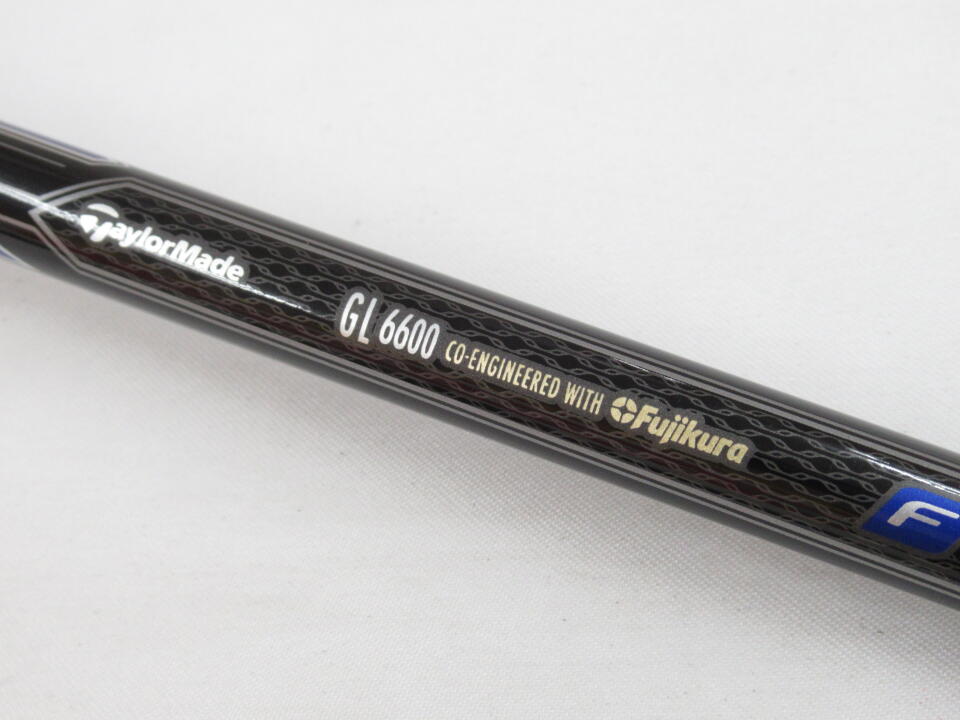 TaylorMade
GL 6600 CO-ENGINEERED WITH Fujikura
F